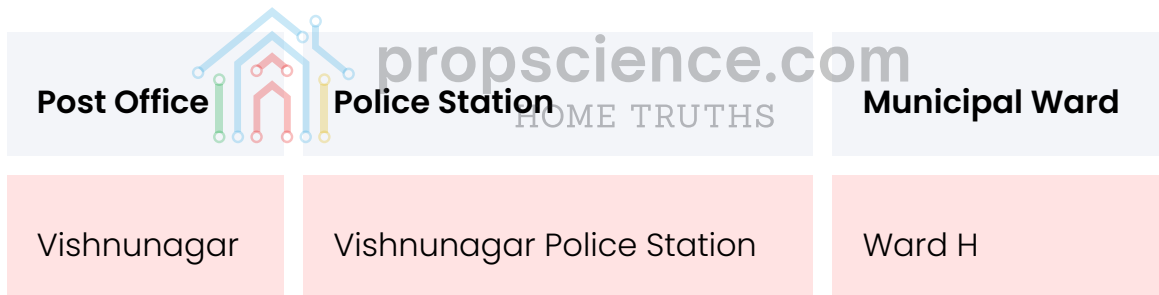 propscience.com
HOME TRUTHS
Post Office Police Station Municipal Ward
Vishnunagar Vishnunagar Police Station Ward H